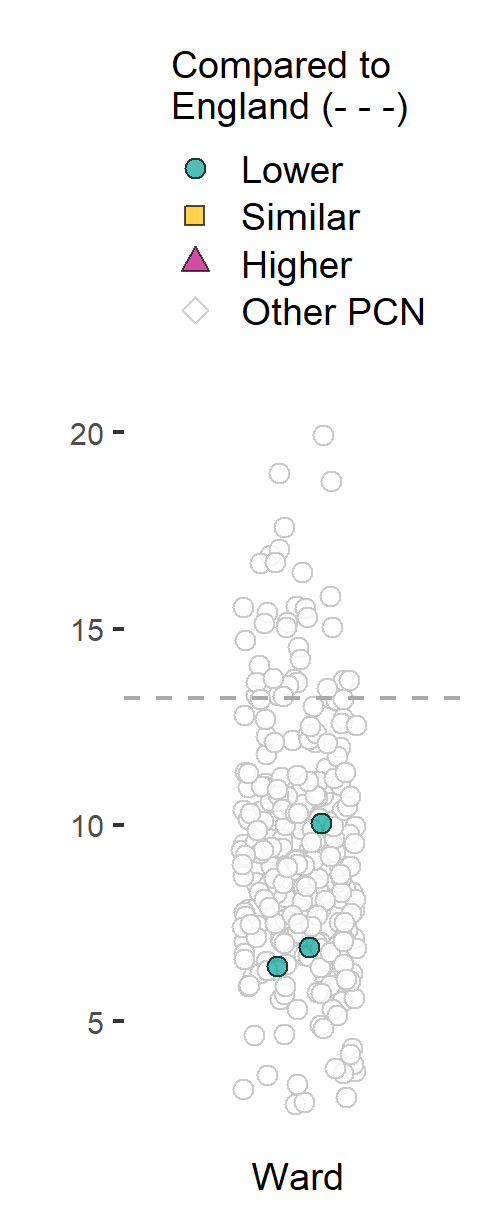 Compared to
England (- - -)
Lower
Similar
Higher
Other PCN
20
15
10
5
Ward